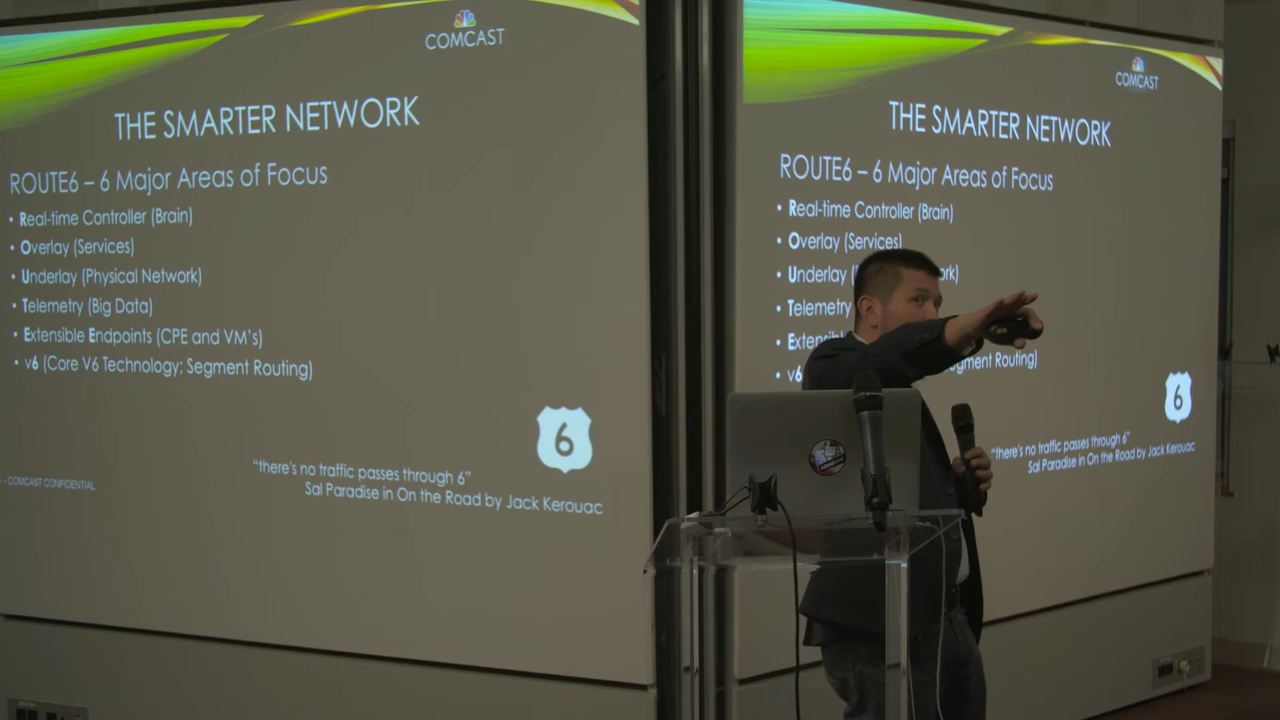 COMCAST
THE SMARTER NETWORK
ROUTE6 – 6 Major Areas of Focus
• Real-time Controller (Brain)
• Overlay (Services)
• Underlay (Physical Network)
• Telemetry (Big Data)
• Extensible Endpoints (CPE and VM's)
• v6 (Core V6 Technology; Segment Routing)
6
"there's no traffic passes through 6"
Sal Paradise in On the Road by Jack Kerouac
– COMCAST CONFIDENTIAL
COMCAST
THE SMARTER NETWORK
ROUTE6 – 6 Major Areas of Focus
• Real-time Controller (Brain)
• Overlay (Services)
• Underlay
• Telemetry
•
• v6 Routing)
6
"there's no traffic passes through 6"
Sal Paradise in On the Road by Jack Kerouac